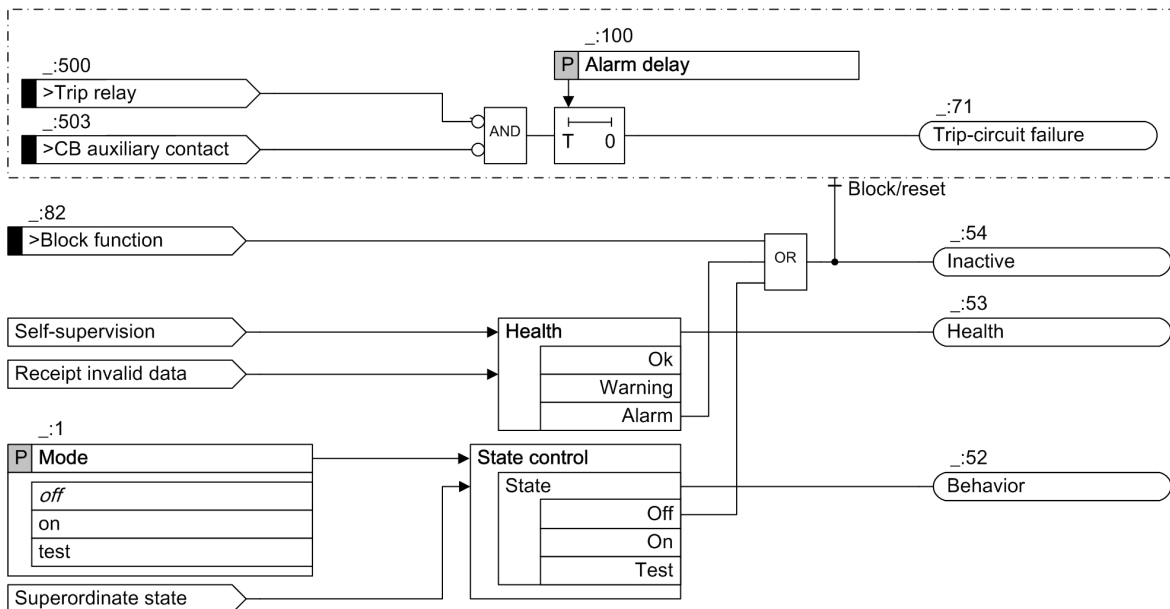 _:100
P Alarm delay
_:500
>Trip relay
_:503
>CB auxiliary contact
AND
T 0
_:71
Trip-circuit failure
Block/reset
_:82
>Block function
OR
_:54
Inactive
_:53
Health
Self-supervision
Receipt invalid data
Health
Ok
Warning
Alarm
_:1
P Mode
off
on
test
Superordinate state
State control
State
Off
On
Test
_:52
Behavior